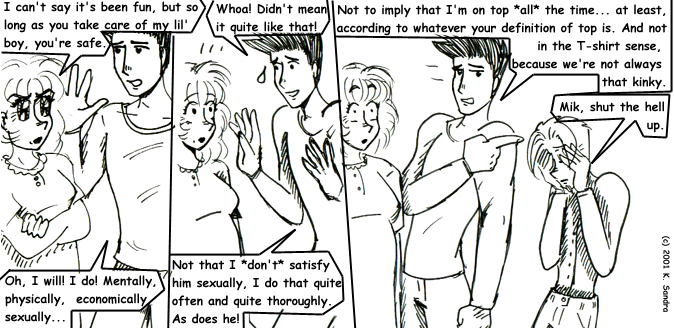 I can't say it's been fun, but so
long as you take care of my lil'
boy, you're safe.
Oh, I will! I do! Mentally,
physically, economically,
sexually...
Whoa! Didn't mean
it quite like that!
Not that I *don't* satisfy
him sexually, I do that quite
often and quite thoroughly.
As does he!
Not to imply that I'm on top *all* the time... at least,
according to whatever your definition of top is. And not
in the T-shirt sense,
because we're not always
that kinky.
Mik, shut the hell
up.
(c) 2001 K. Sandra